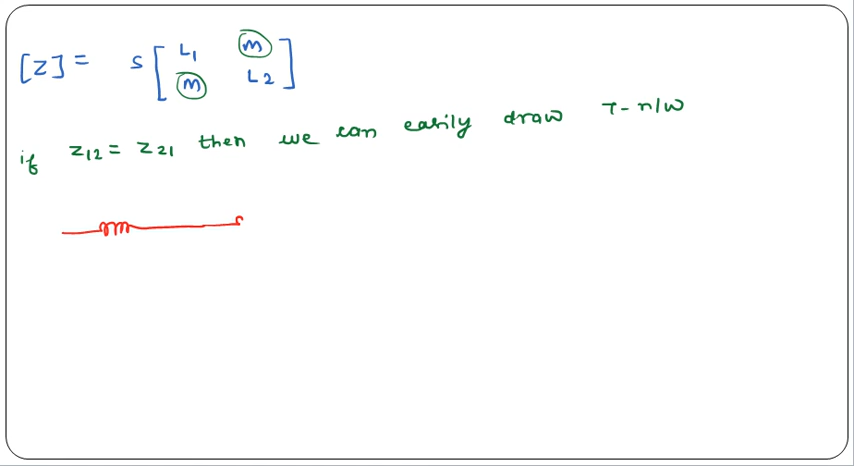 [Z] = s [ L1 m
m L2 ]
if Z12 = Z21 then we can easily draw T-n/w